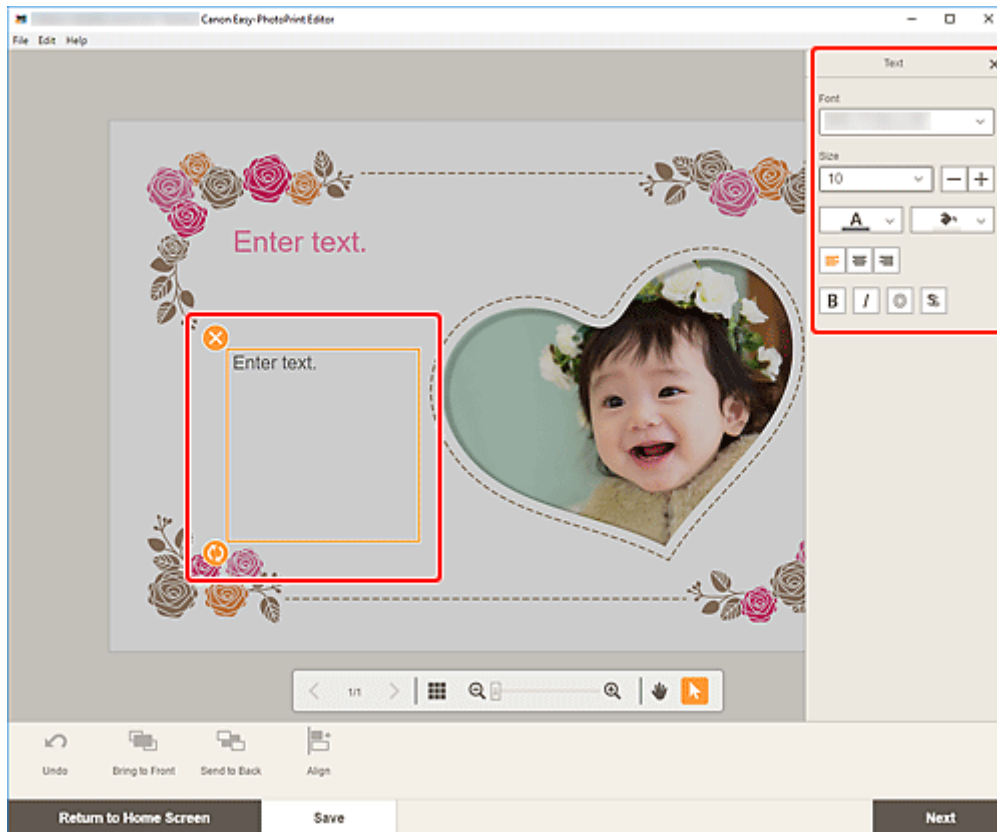 Canon Easy-PhotoPrint Editor
File Edit Help
Text
Font
Size
10
A
B I O S
Enter text.
Enter text.
1/1
Undo
Bring to Front
Send to Back
Align
Return to Home Screen
Save
Next